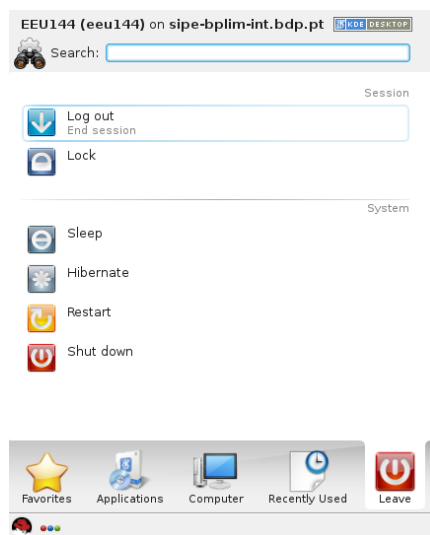 EEU144 (eeu144) on sipe-bplim-int.bdp.pt KDE DESKTOP
Search:
Session
Log out
End session
Lock
System
Sleep
Hibernate
Restart
Shut down
Favorites Applications Computer Recently Used Leave